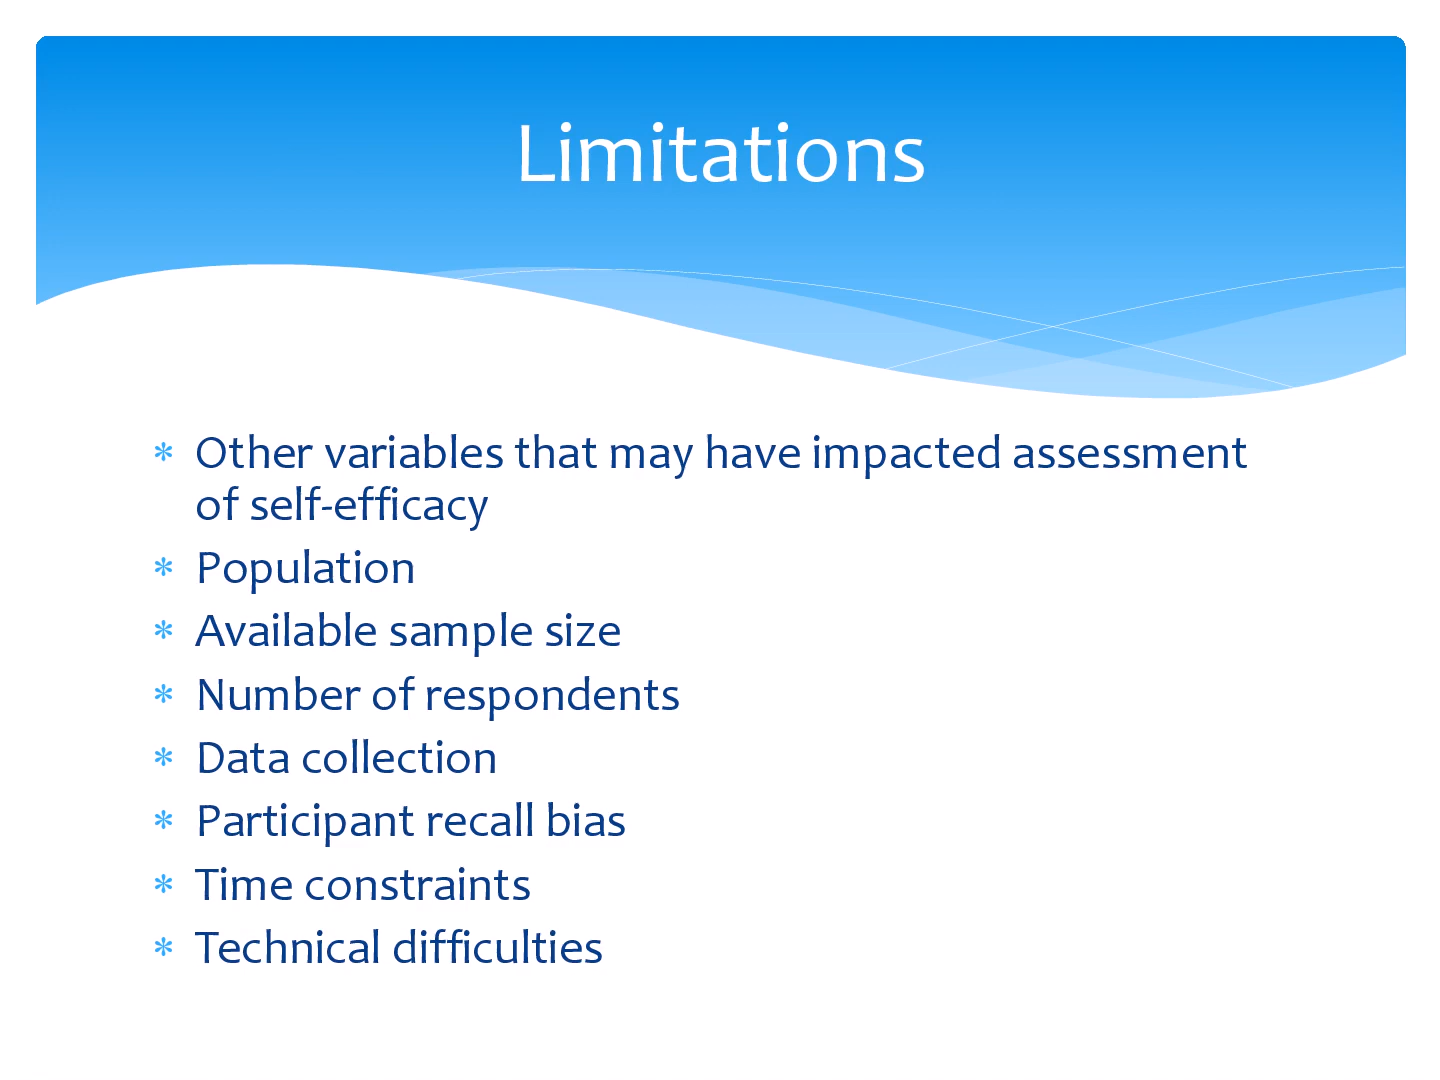 Limitations
* Other variables that may have impacted assessment
of self-efficacy
* Population
* Available sample size
* Number of respondents
* Data collection
* Participant recall bias
* Time constraints
* Technical difficulties